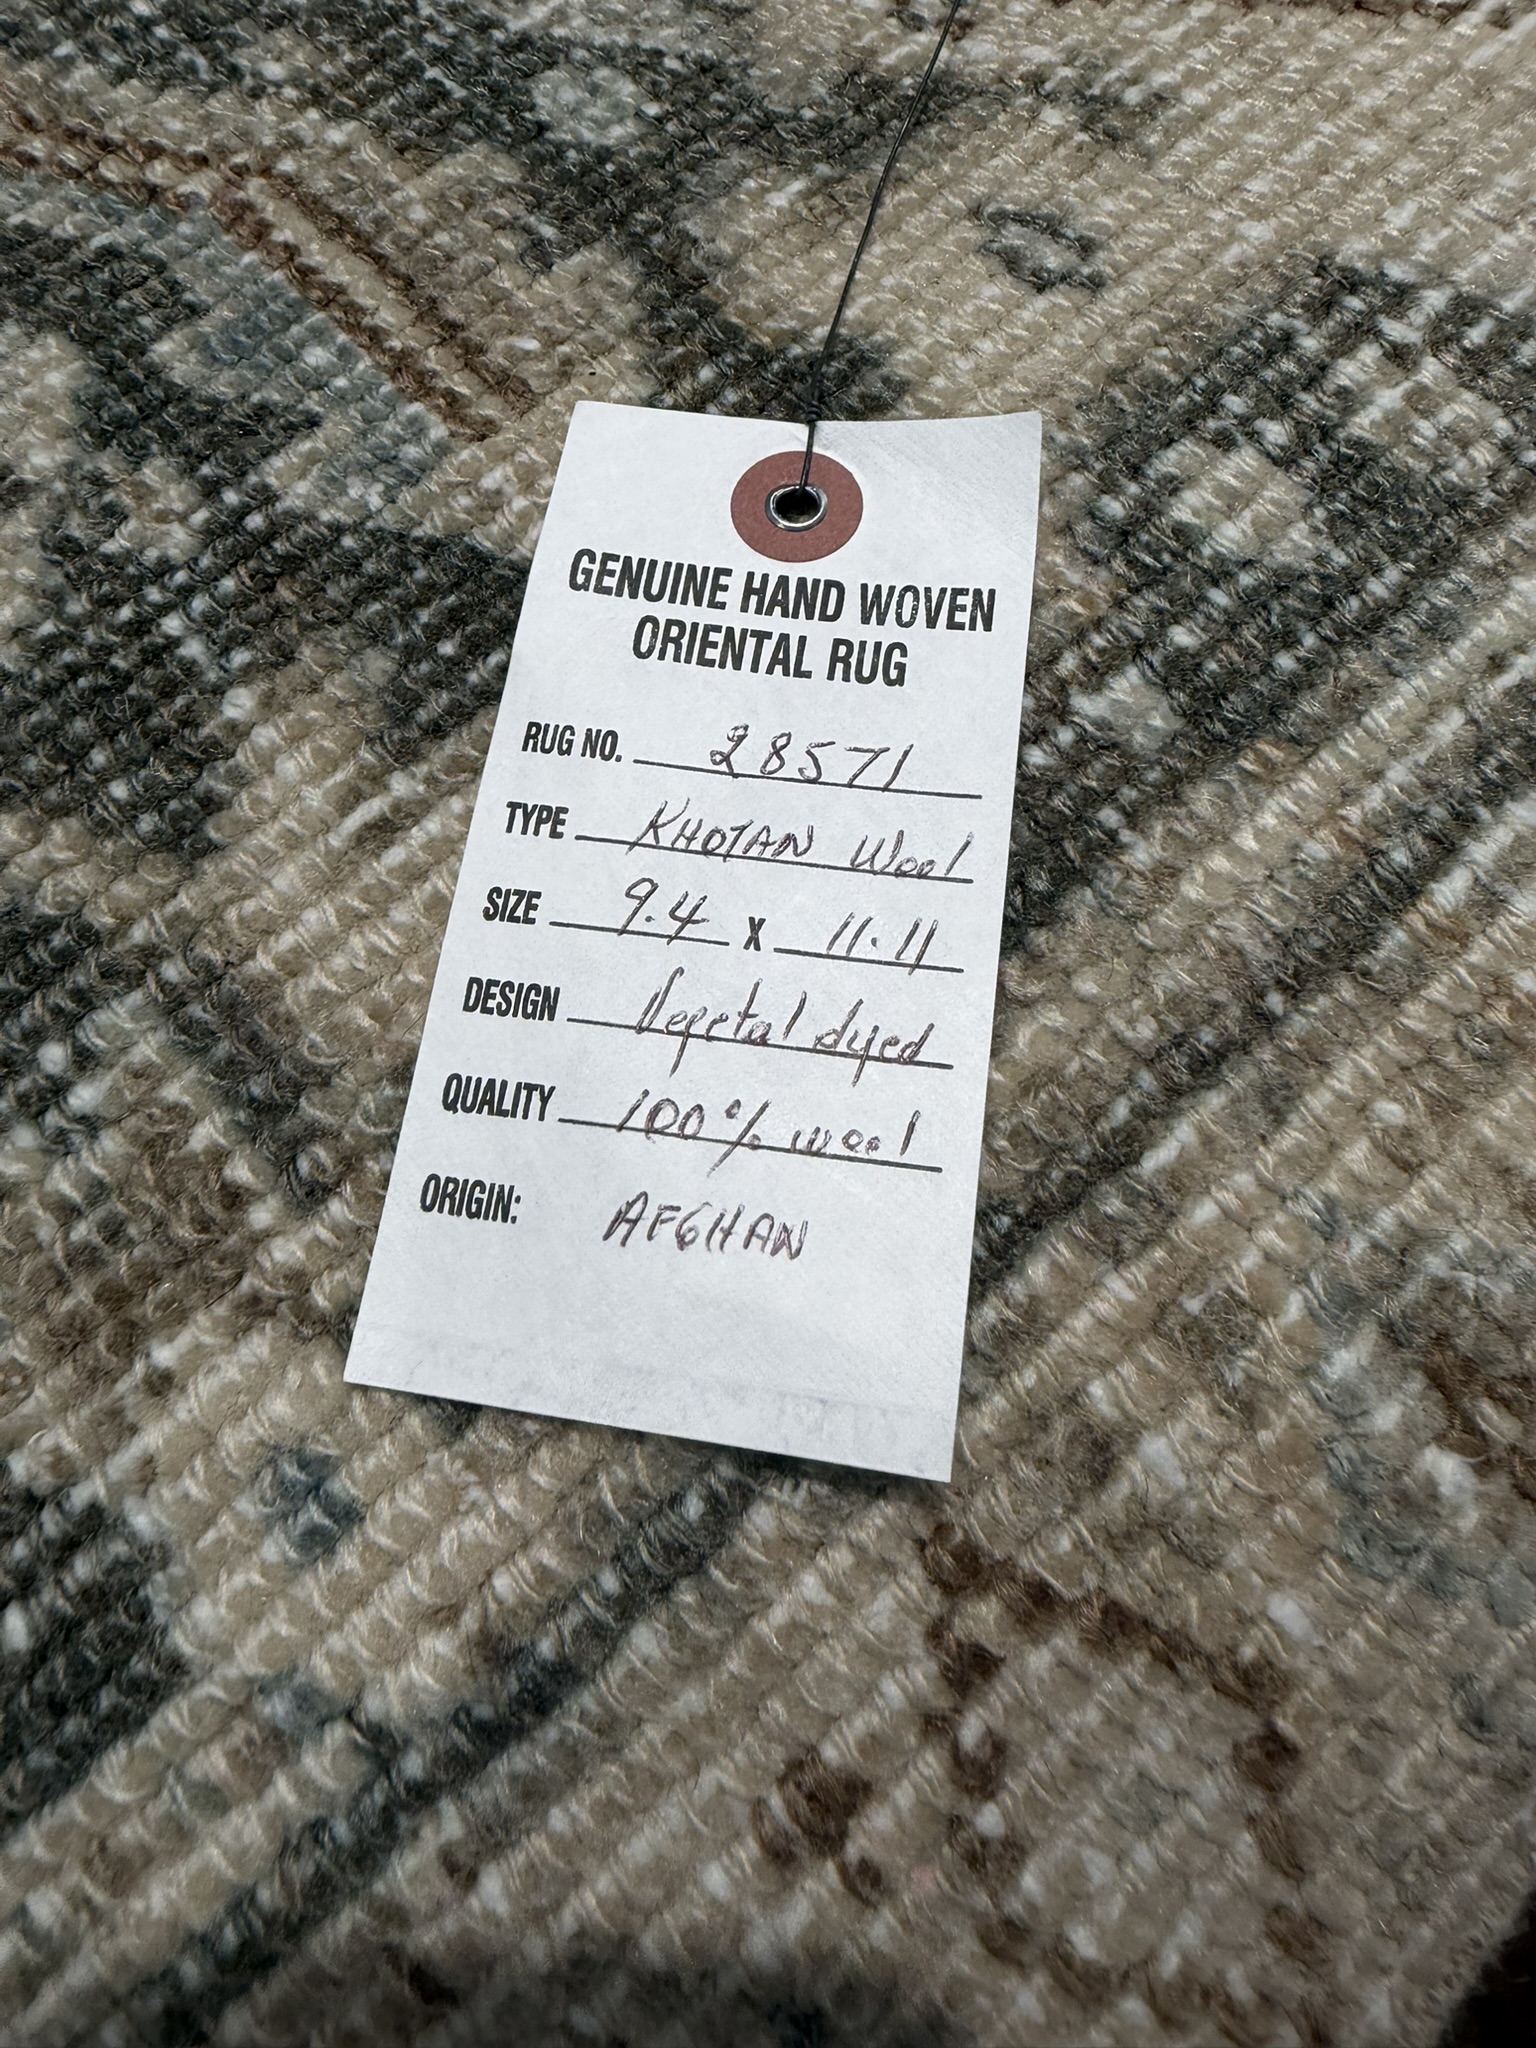 GENUINE HAND WOVEN
ORIENTAL RUG
RUG NO. 28571
TYPE KHOTAN Wool
SIZE 9.4 X 11.11
DESIGN Vegetal dyed
QUALITY 100% wool
ORIGIN: AFGHAN